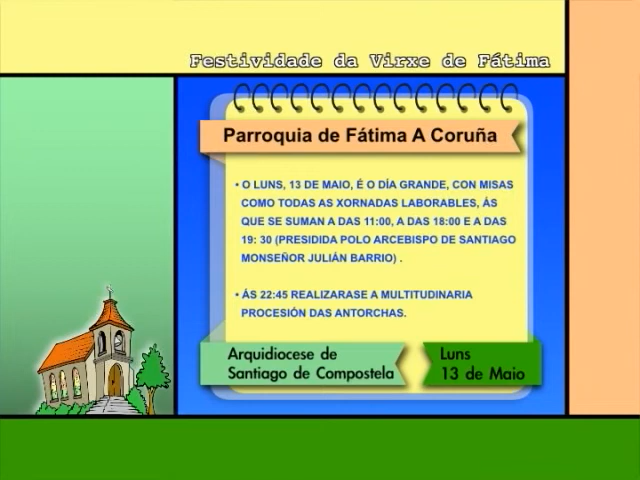 Festividade da Virxe de Fátima
Parroquia de Fátima A Coruña
• O LUNS, 13 DE MAIO, É O DÍA GRANDE, CON MISAS
COMO TODAS AS XORNADAS LABORABLES, ÁS
QUE SE SUMAN A DAS 11:00, A DAS 18:00 E A DAS
19: 30 (PRESIDIDA POLO ARCEBISPO DE SANTIAGO
MONSEÑOR JULIÁN BARRIO) .
• ÁS 22:45 REALIZARASE A MULTITUDINARIA
PROCESIÓN DAS ANTORCHAS.
Arquidiocese de
Santiago de Compostela
Luns
13 de Maio